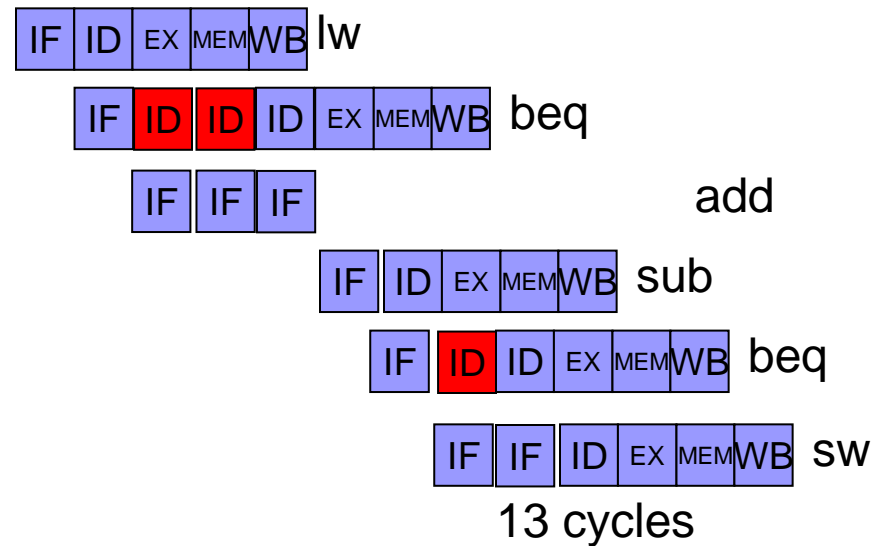 IF ID EX MEM WB lw
IF ID ID ID EX MEM WB beq
IF IF IF add
IF ID EX MEM WB sub
IF ID ID EX MEM WB beq
IF IF ID EX MEM WB sw
13 cycles